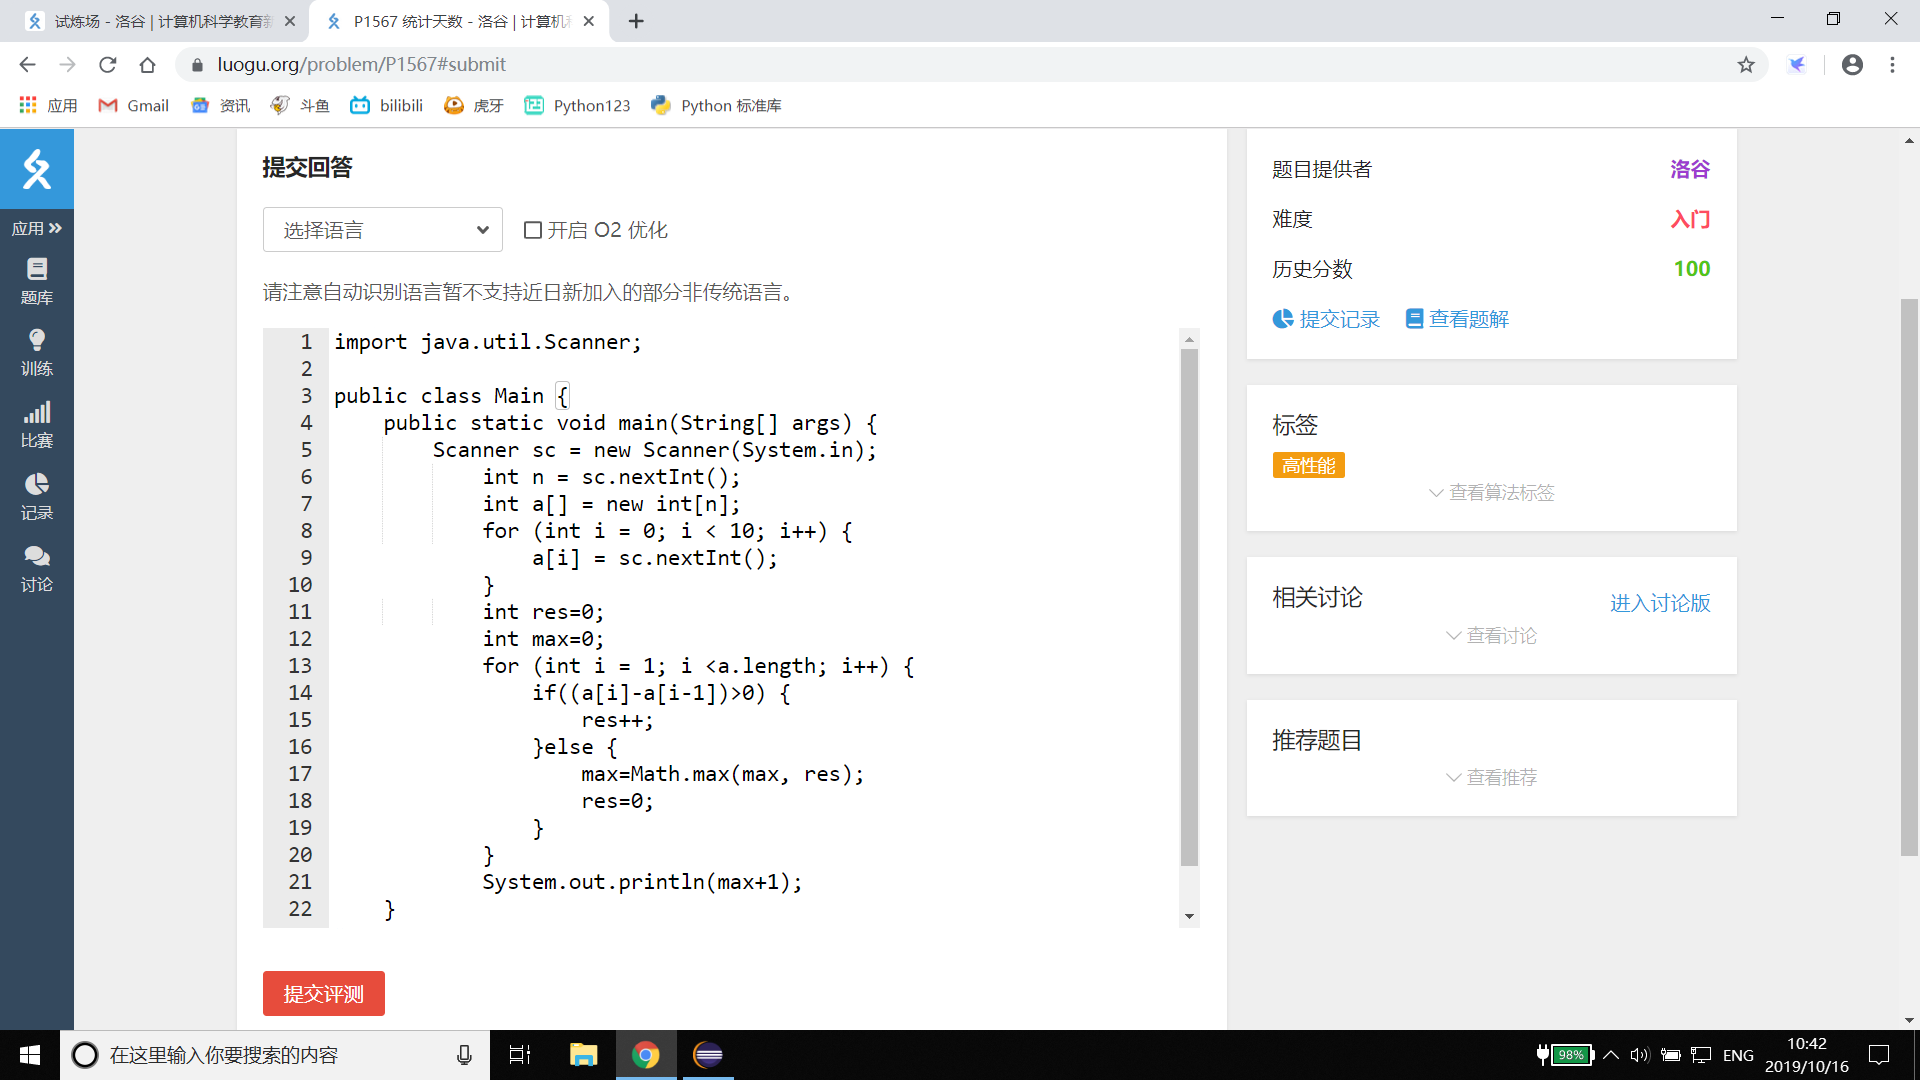 试炼场 - 洛谷 | 计算机科学教育新
P1567 统计天数 - 洛谷 | 计算机科
luogu.org/problem/P1567#submit
应用
Gmail
资讯
斗鱼
bilibili
虎牙
Python123
Python 标准库
应用
题库
训练
比赛
记录
讨论
提交回答
选择语言
开启 O2 优化
请注意自动识别语言暂不支持近日新加入的部分非传统语言。
1 import java.util.Scanner;
2
3 public class Main {
4 public static void main(String[] args) {
5 Scanner sc = new Scanner(System.in);
6 int n = sc.nextInt();
7 int a[] = new int[n];
8 for (int i = 0; i < 10; i++) {
9 a[i] = sc.nextInt();
10 }
11 int res=0;
12 int max=0;
13 for (int i = 1; i <a.length; i++) {
14 if((a[i]-a[i-1])>0) {
15 res++;
16 }else {
17 max=Math.max(max, res);
18 res=0;
19 }
20 }
21 System.out.println(max+1);
22 }
提交评测
题目提供者 洛谷
难度 入门
历史分数 100
提交记录 查看题解
标签
高性能
查看算法标签
相关讨论 进入讨论版
查看讨论
推荐题目
查看推荐
在这里输入你要搜索的内容
98%
ENG
10:42
2019/10/16